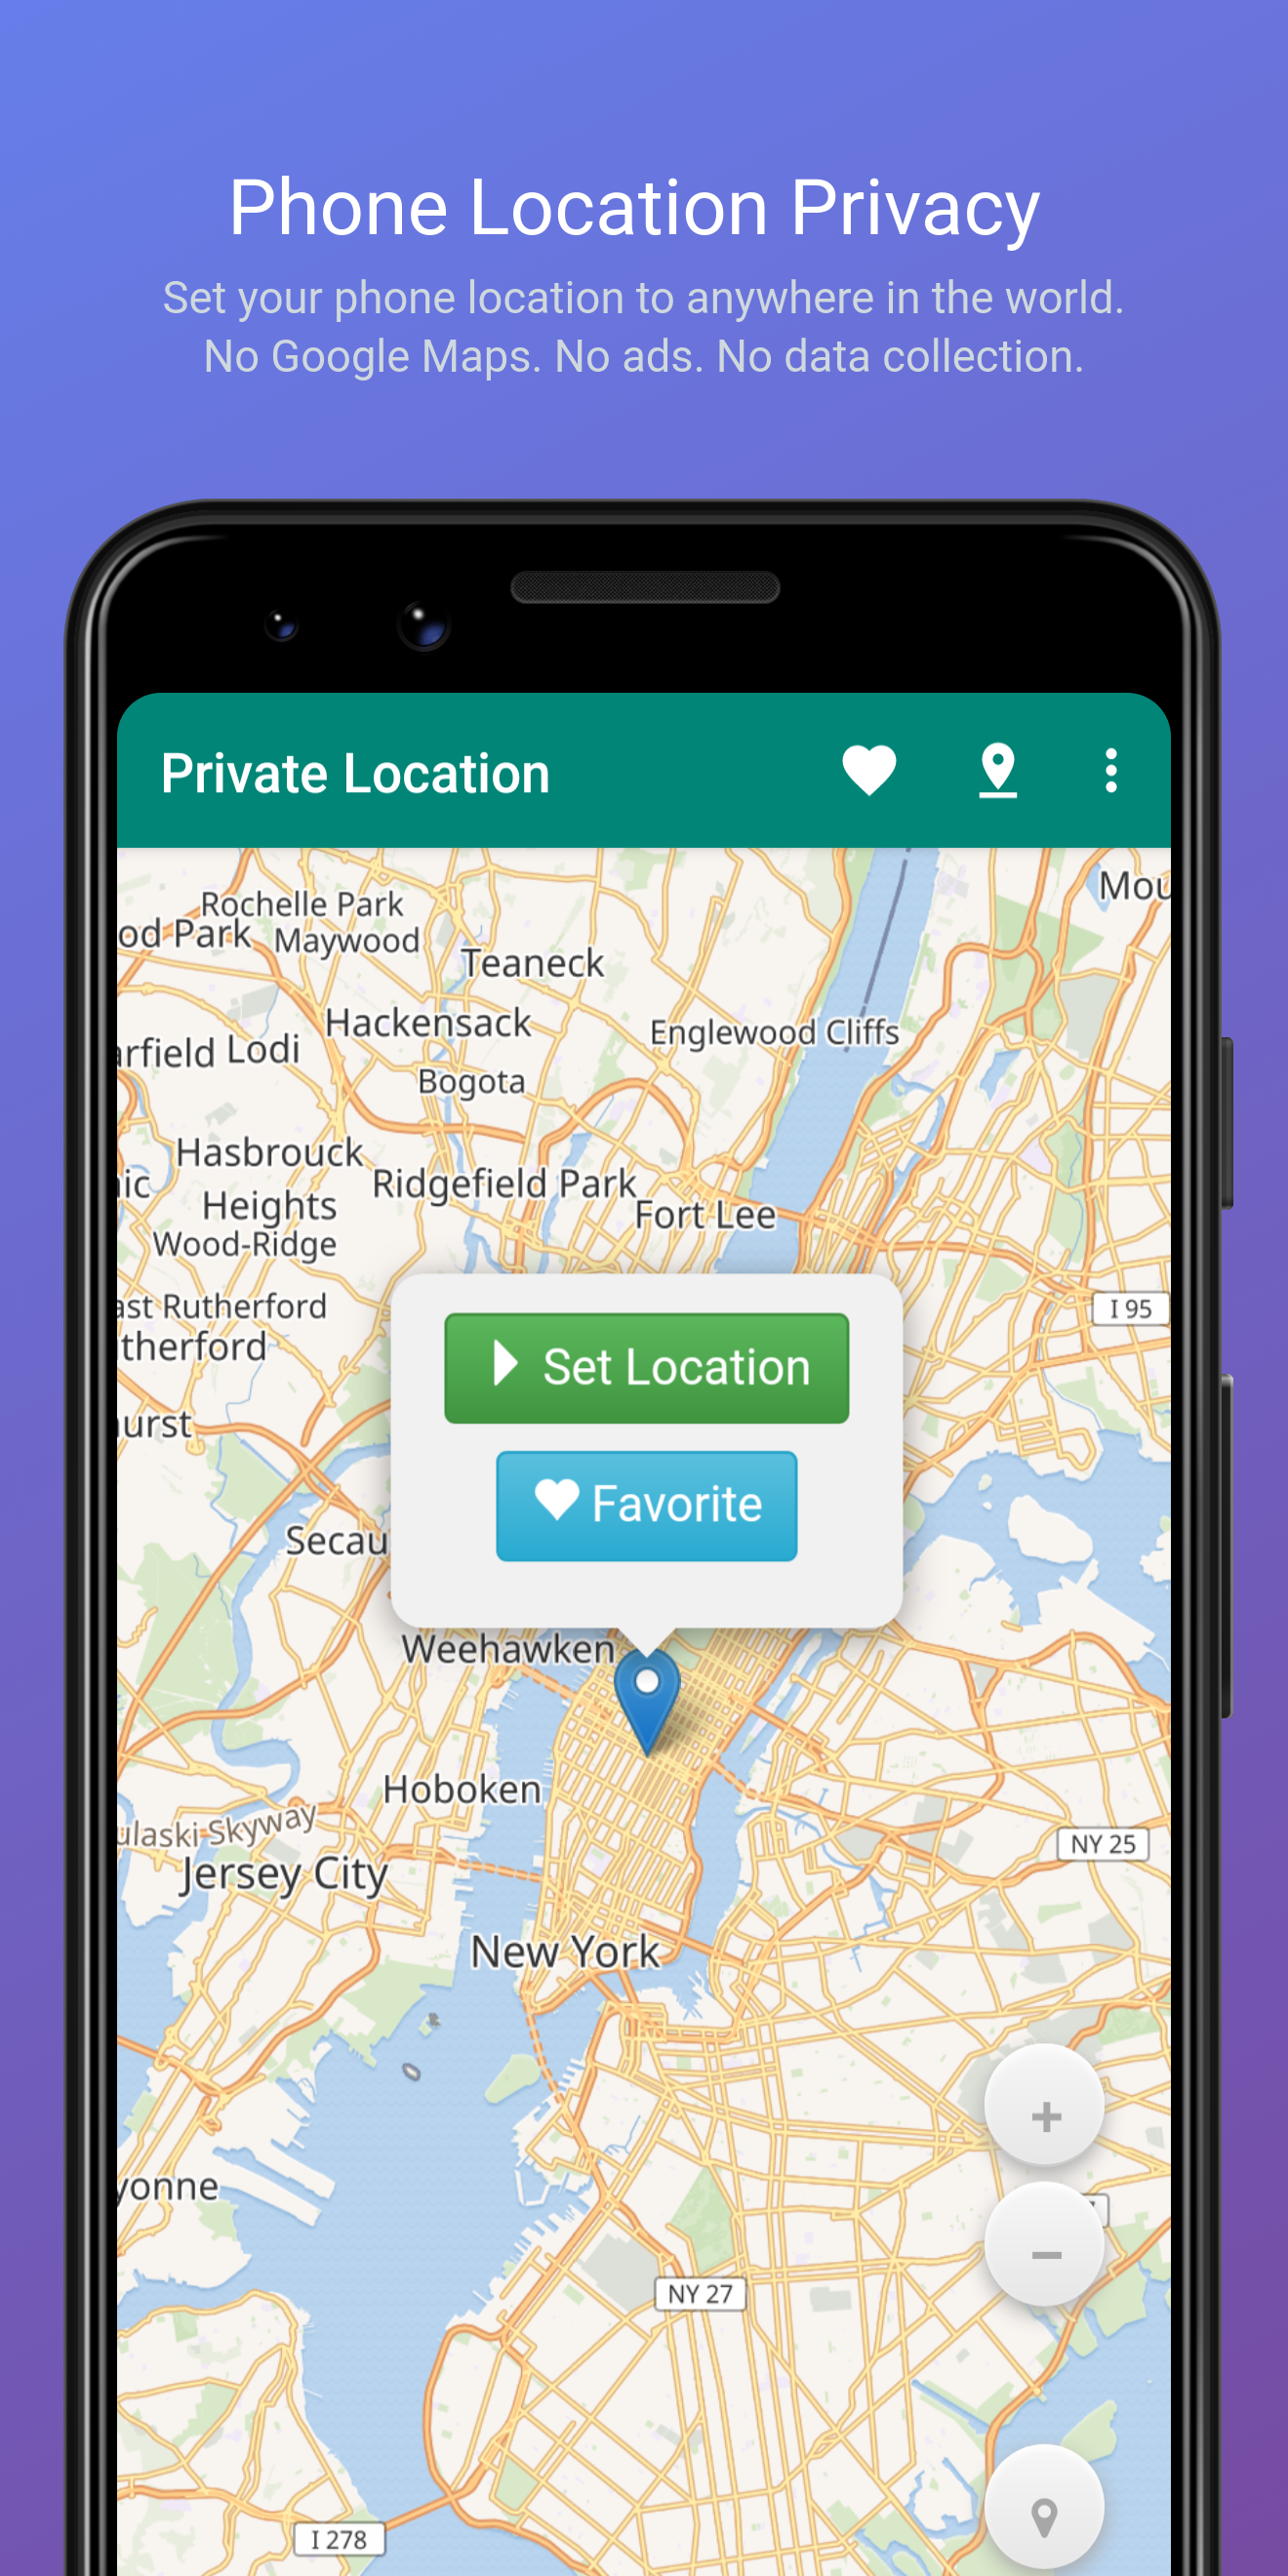 Phone Location Privacy
Set your phone location to anywhere in the world.
No Google Maps. No ads. No data collection.
Private Location
Mou
Rochelle Park
od Park
Maywood
Teaneck
Hackensack
Englewood Cliffs
arfield
Lodi
Bogota
Hasbrouck
Heights
ic
Ridgefield Park
Fort Lee
Wood-Ridge
ast Rutherford
I 95
therford
Set Location
urst
Favorite
Secau
Weehawken
Hoboken
ulaski Skyway
NY 25
Jersey City
New York
+
yonne
−
NY 27
I 278